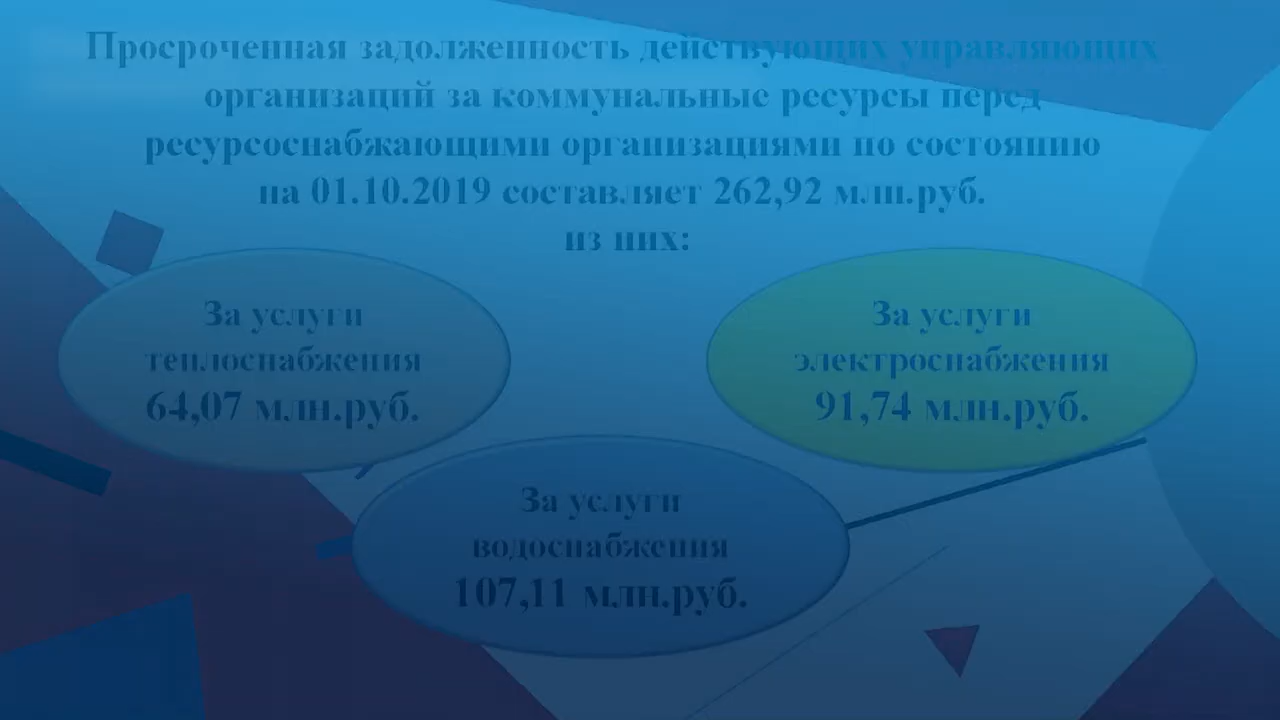 Просроченная задолженность действующих управляющих
организаций за коммунальные ресурсы перед
ресурсоснабжающими организациями по состоянию
на 01.10.2019 составляет 262,92 млн.руб.
из них:
За услуги
теплоснабжения
64,07 млн.руб.
За услуги
электроснабжения
91,74 млн.руб.
За услуги
водоснабжения
107,11 млн.руб.